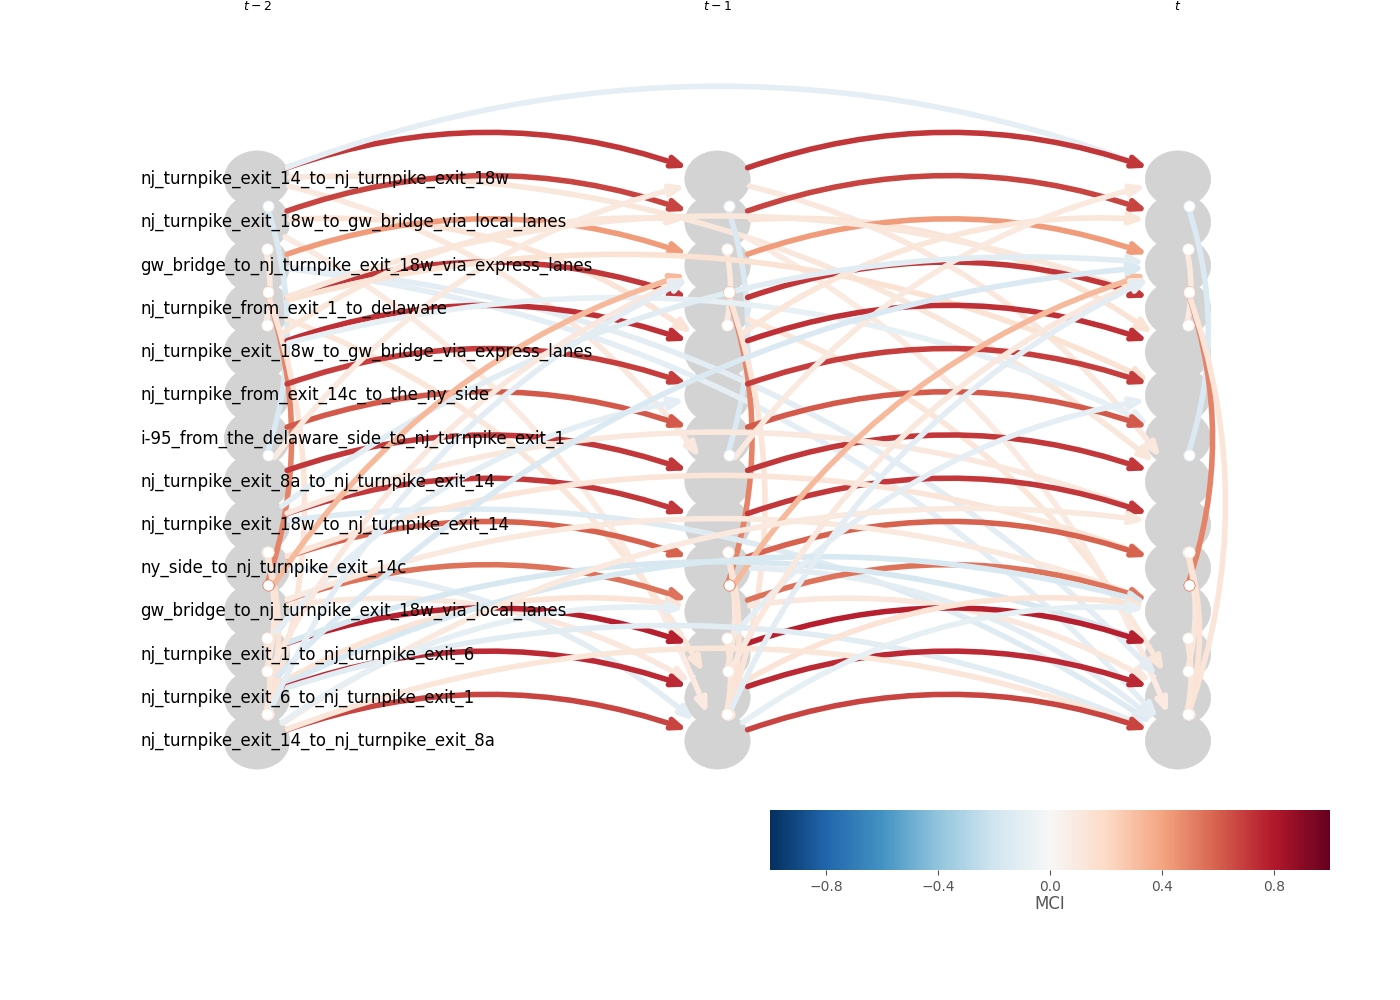 t − 2 t − 1 t
nj_turnpike_exit_14_to_nj_turnpike_exit_18w
nj_turnpike_exit_18w_to_gw_bridge_via_local_lanes
gw_bridge_to_nj_turnpike_exit_18w_via_express_lanes
nj_turnpike_from_exit_1_to_delaware
nj_turnpike_exit_18w_to_gw_bridge_via_express_lanes
nj_turnpike_from_exit_14c_to_the_ny_side
i-95_from_the_delaware_side_to_nj_turnpike_exit_1
nj_turnpike_exit_8a_to_nj_turnpike_exit_14
nj_turnpike_exit_18w_to_nj_turnpike_exit_14
ny_side_to_nj_turnpike_exit_14c
gw_bridge_to_nj_turnpike_exit_18w_via_local_lanes
nj_turnpike_exit_1_to_nj_turnpike_exit_6
nj_turnpike_exit_6_to_nj_turnpike_exit_1
nj_turnpike_exit_14_to_nj_turnpike_exit_8a
−0.8 −0.4 0.0 0.4 0.8
MCI